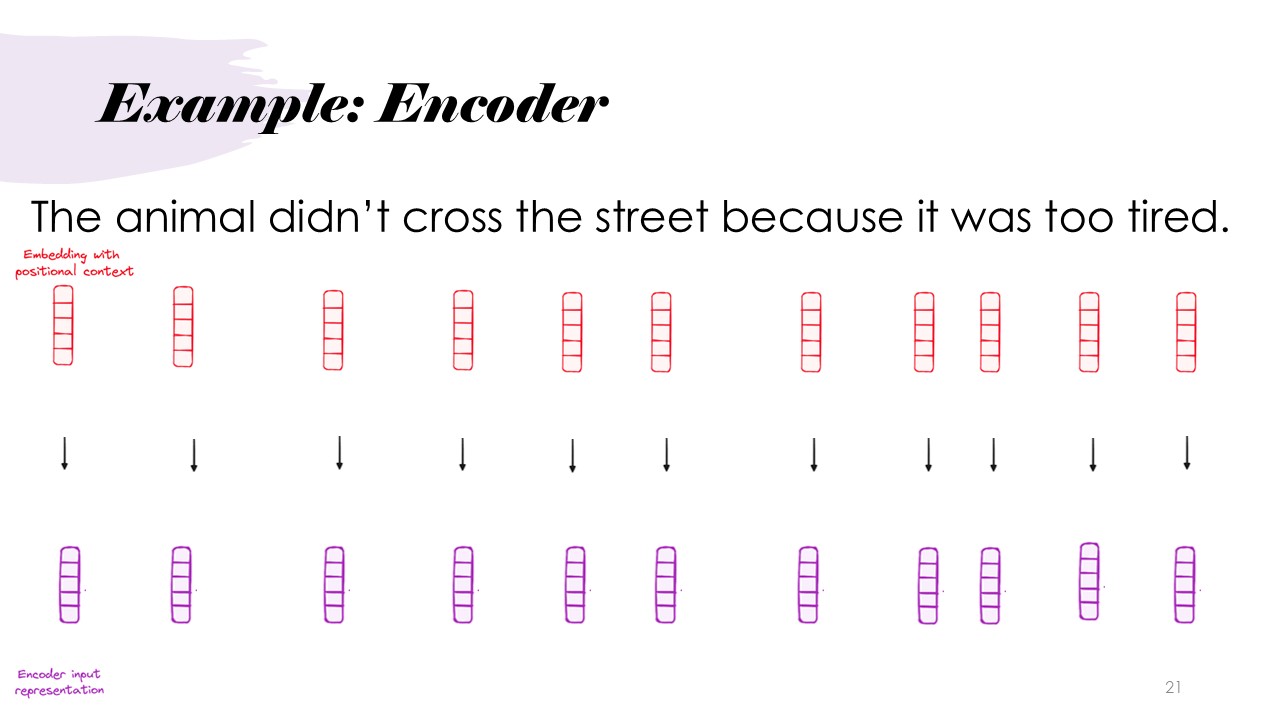 Example: Encoder
The animal didn’t cross the street because it was too tired.
Embedding with
positional context
Encoder input
representation
21